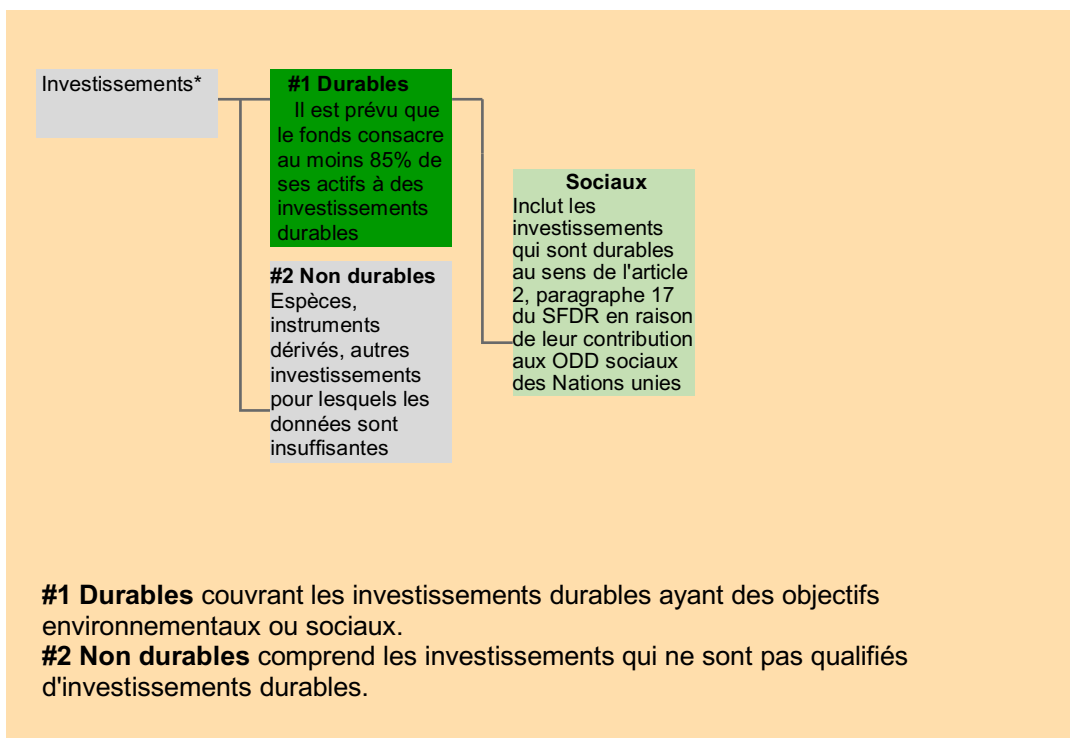 Investissements*
#1 Durables
Il est prévu que
le fonds consacre
au moins 85% de
ses actifs à des
investissements
durables
#2 Non durables
Espèces,
instruments
dérivés, autres
investissements
pour lesquels les
données sont
insuffisantes
Sociaux
Inclut les
investissements
qui sont durables
au sens de l'article
2, paragraphe 17
du SFDR en raison
de leur contribution
aux ODD sociaux
des Nations unies
#1 Durables couvrant les investissements durables ayant des objectifs
environnementaux ou sociaux.
#2 Non durables comprend les investissements qui ne sont pas qualifiés
d'investissements durables.